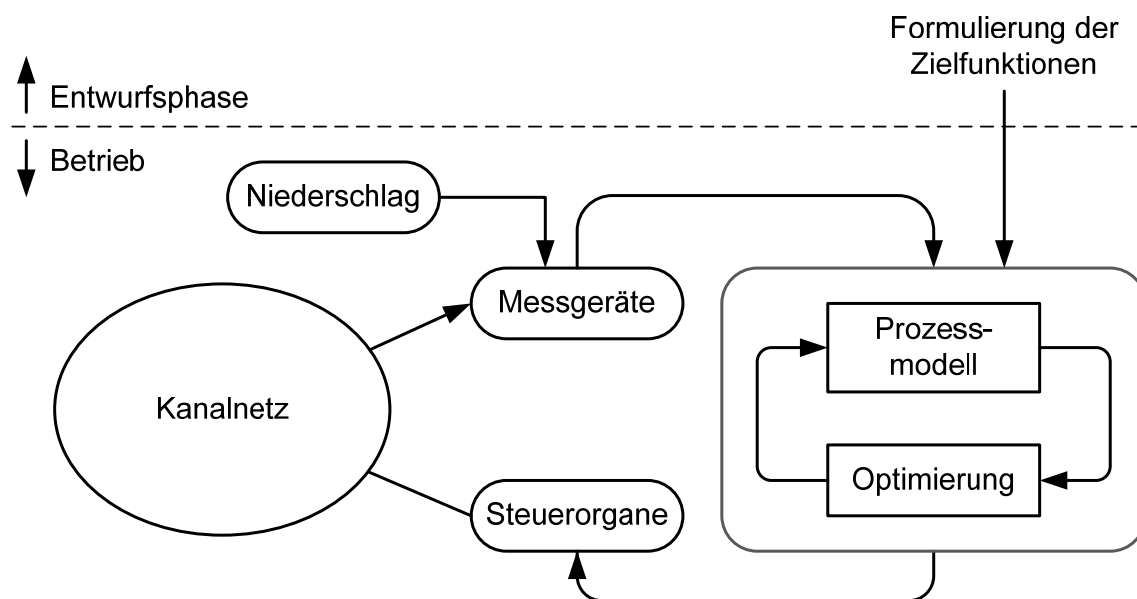 Formulierung der
Zielfunktionen
Entwurfsphase
Betrieb
Niederschlag
Messgeräte
Prozess-
modell
Kanalnetz
Optimierung
Steuerorgane